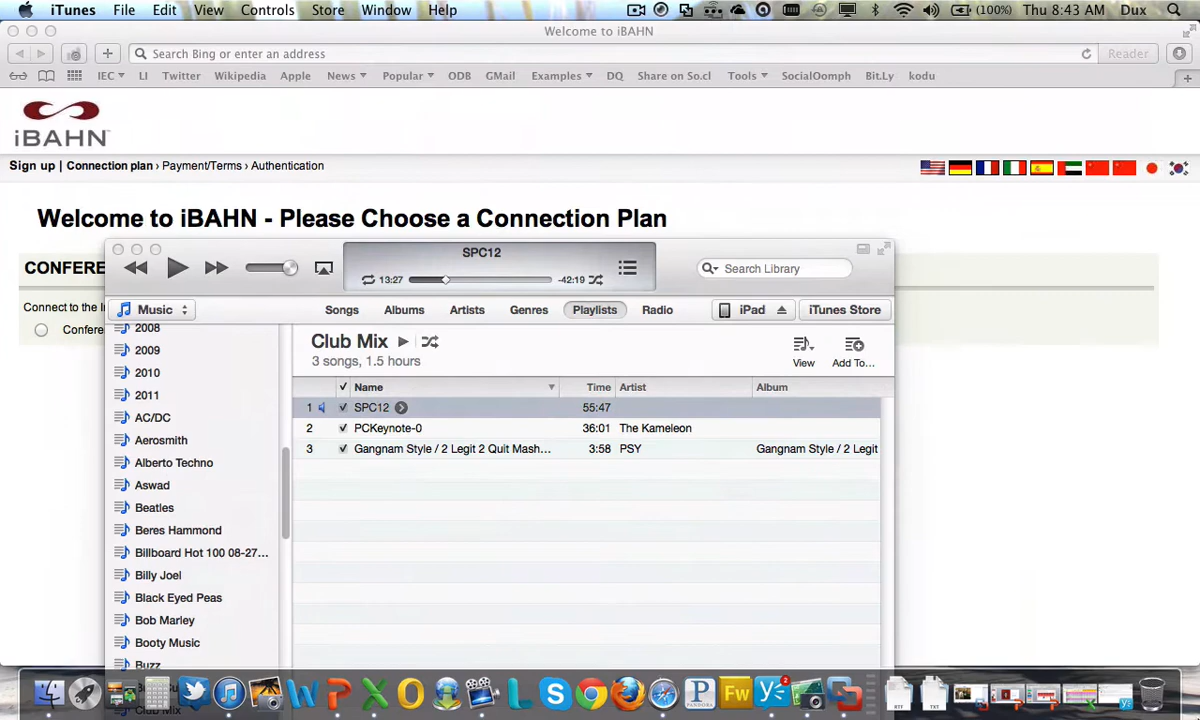 iTunes File Edit View Controls Store Window Help (100%) Thu 8:43 AM Dux
Welcome to iBAHN
Search Bing or enter an address Reader
IEC LI Twitter Wikipedia Apple News Popular ODB GMail Examples DQ Share on So.cl Tools SocialOomph Bit.Ly kodu
iBAHN
Sign up | Connection plan › Payment/Terms › Authentication
Welcome to iBAHN - Please Choose a Connection Plan
CONFERE
Connect to the I
Confere
SPC12
13:27 -42:19
Search Library
Music Songs Albums Artists Genres Playlists Radio iPad iTunes Store
2008
2009
2010
2011
AC/DC
Aerosmith
Alberto Techno
Aswad
Beatles
Beres Hammond
Billboard Hot 100 08-27...
Billy Joel
Black Eyed Peas
Bob Marley
Booty Music
Buzz
Club Mix
Club Mix
3 songs, 1.5 hours
View Add To...
Name Time Artist Album
1 SPC12 55:47
2 PCKeynote-0 36:01 The Kameleon
3 Gangnam Style / 2 Legit 2 Quit Mash... 3:58 PSY Gangnam Style / 2 Legit
W P X O L S PANDORA Fw 2
RTF TXT